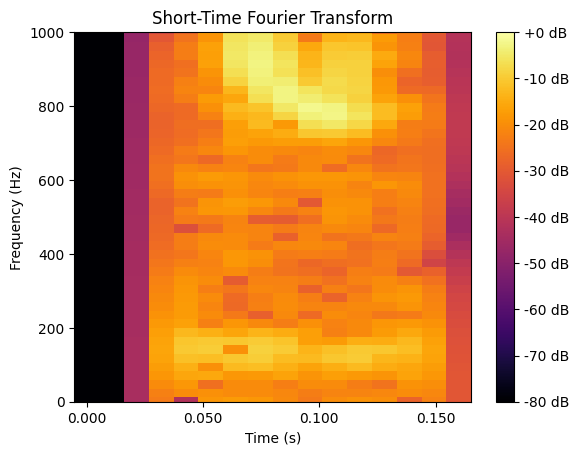 Short-Time Fourier Transform
1000
800
600
400
200
0
Frequency (Hz)
0.000
0.050
0.100
0.150
Time (s)
+0 dB
-10 dB
-20 dB
-30 dB
-40 dB
-50 dB
-60 dB
-70 dB
-80 dB